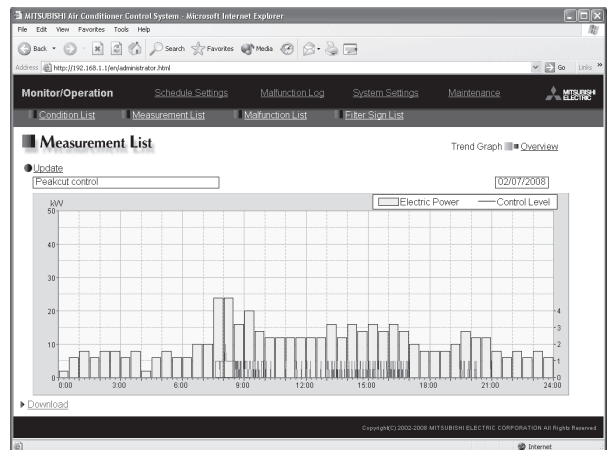 MITSUBISHI Air Conditioner Control System - Microsoft Internet Explorer
File Edit View Favorites Tools Help
Back Search Favorites Media
Address http://192.168.1.1/en/administrator.html Go Links »
Monitor/Operation Schedule Settings Malfunction Log System Settings Maintenance MITSUBISHI ELECTRIC
Condition List Measurement List Malfunction List Filter Sign List
Measurement List
Trend Graph Overview
Update
Peakcut control 02/07/2008
kW
Electric Power Control Level
50
40
30
20
10
0
4
3
2
1
0
0:00 3:00 6:00 9:00 12:00 15:00 18:00 21:00 24:00
Download
Copyright(C) 2002-2008 MITSUBISHI ELECTRIC CORPORATION All Rights Reserved
Internet